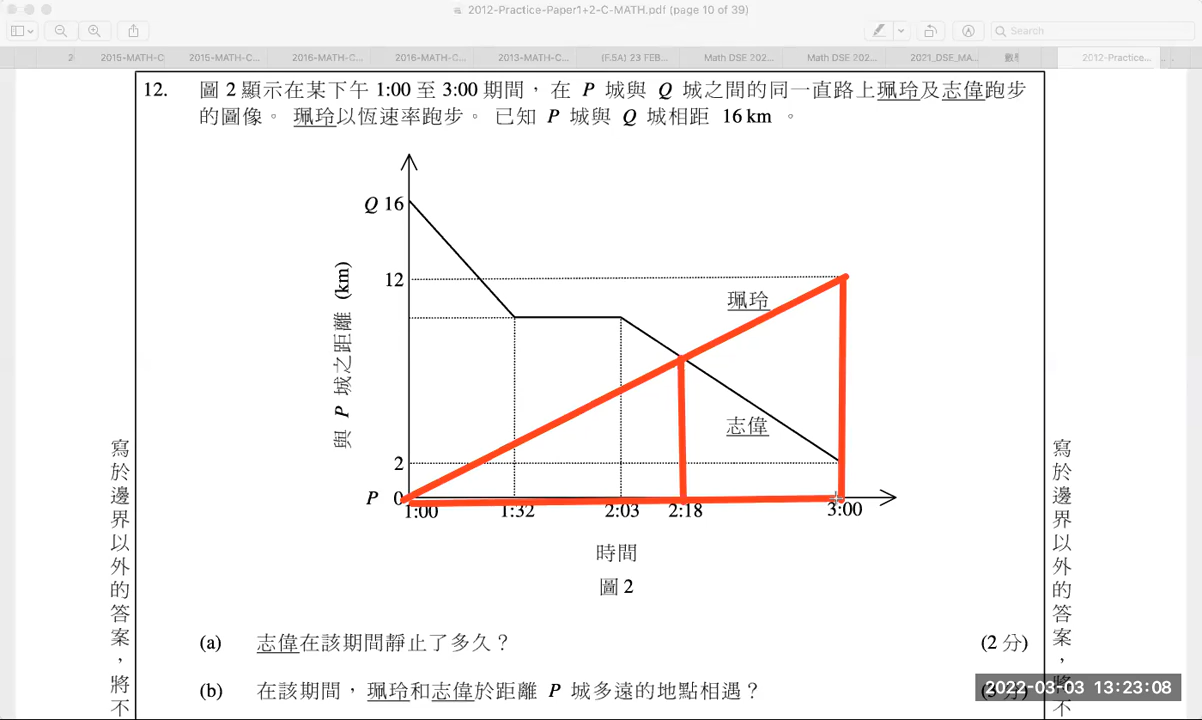 2012-Practice-Paper1+2-C-MATH.pdf (page 10 of 39)
Search
2015-MATH-C
2015-MATH-C...
2016-MATH-C...
2016-MATH-C...
2013-MATH-C...
(F.5A) 23 FEB...
Math DSE 202...
Math DSE 202...
2021_DSE_MA...
2012-Practice...
12. 圖 2 顯示在某下午 1:00 至 3:00 期間，在 P 城與 Q 城之間的同一直路上珮玲及志偉跑步
的圖像。珮玲以恆速率跑步。已知 P 城與 Q 城相距 16 km 。
Q 16
12
珮玲
與 P 城之距離 (km)
志偉
2
P 0
1:00 1:32 2:03 2:18 3:00
時間
圖 2
(a) 志偉在該期間靜止了多久？ (2 分)
(b) 在該期間，珮玲和志偉於距離 P 城多遠的地點相遇？
寫於邊界以外的答案，將不
寫於邊界以外的答案，將不
2022-03-03 13:23:08